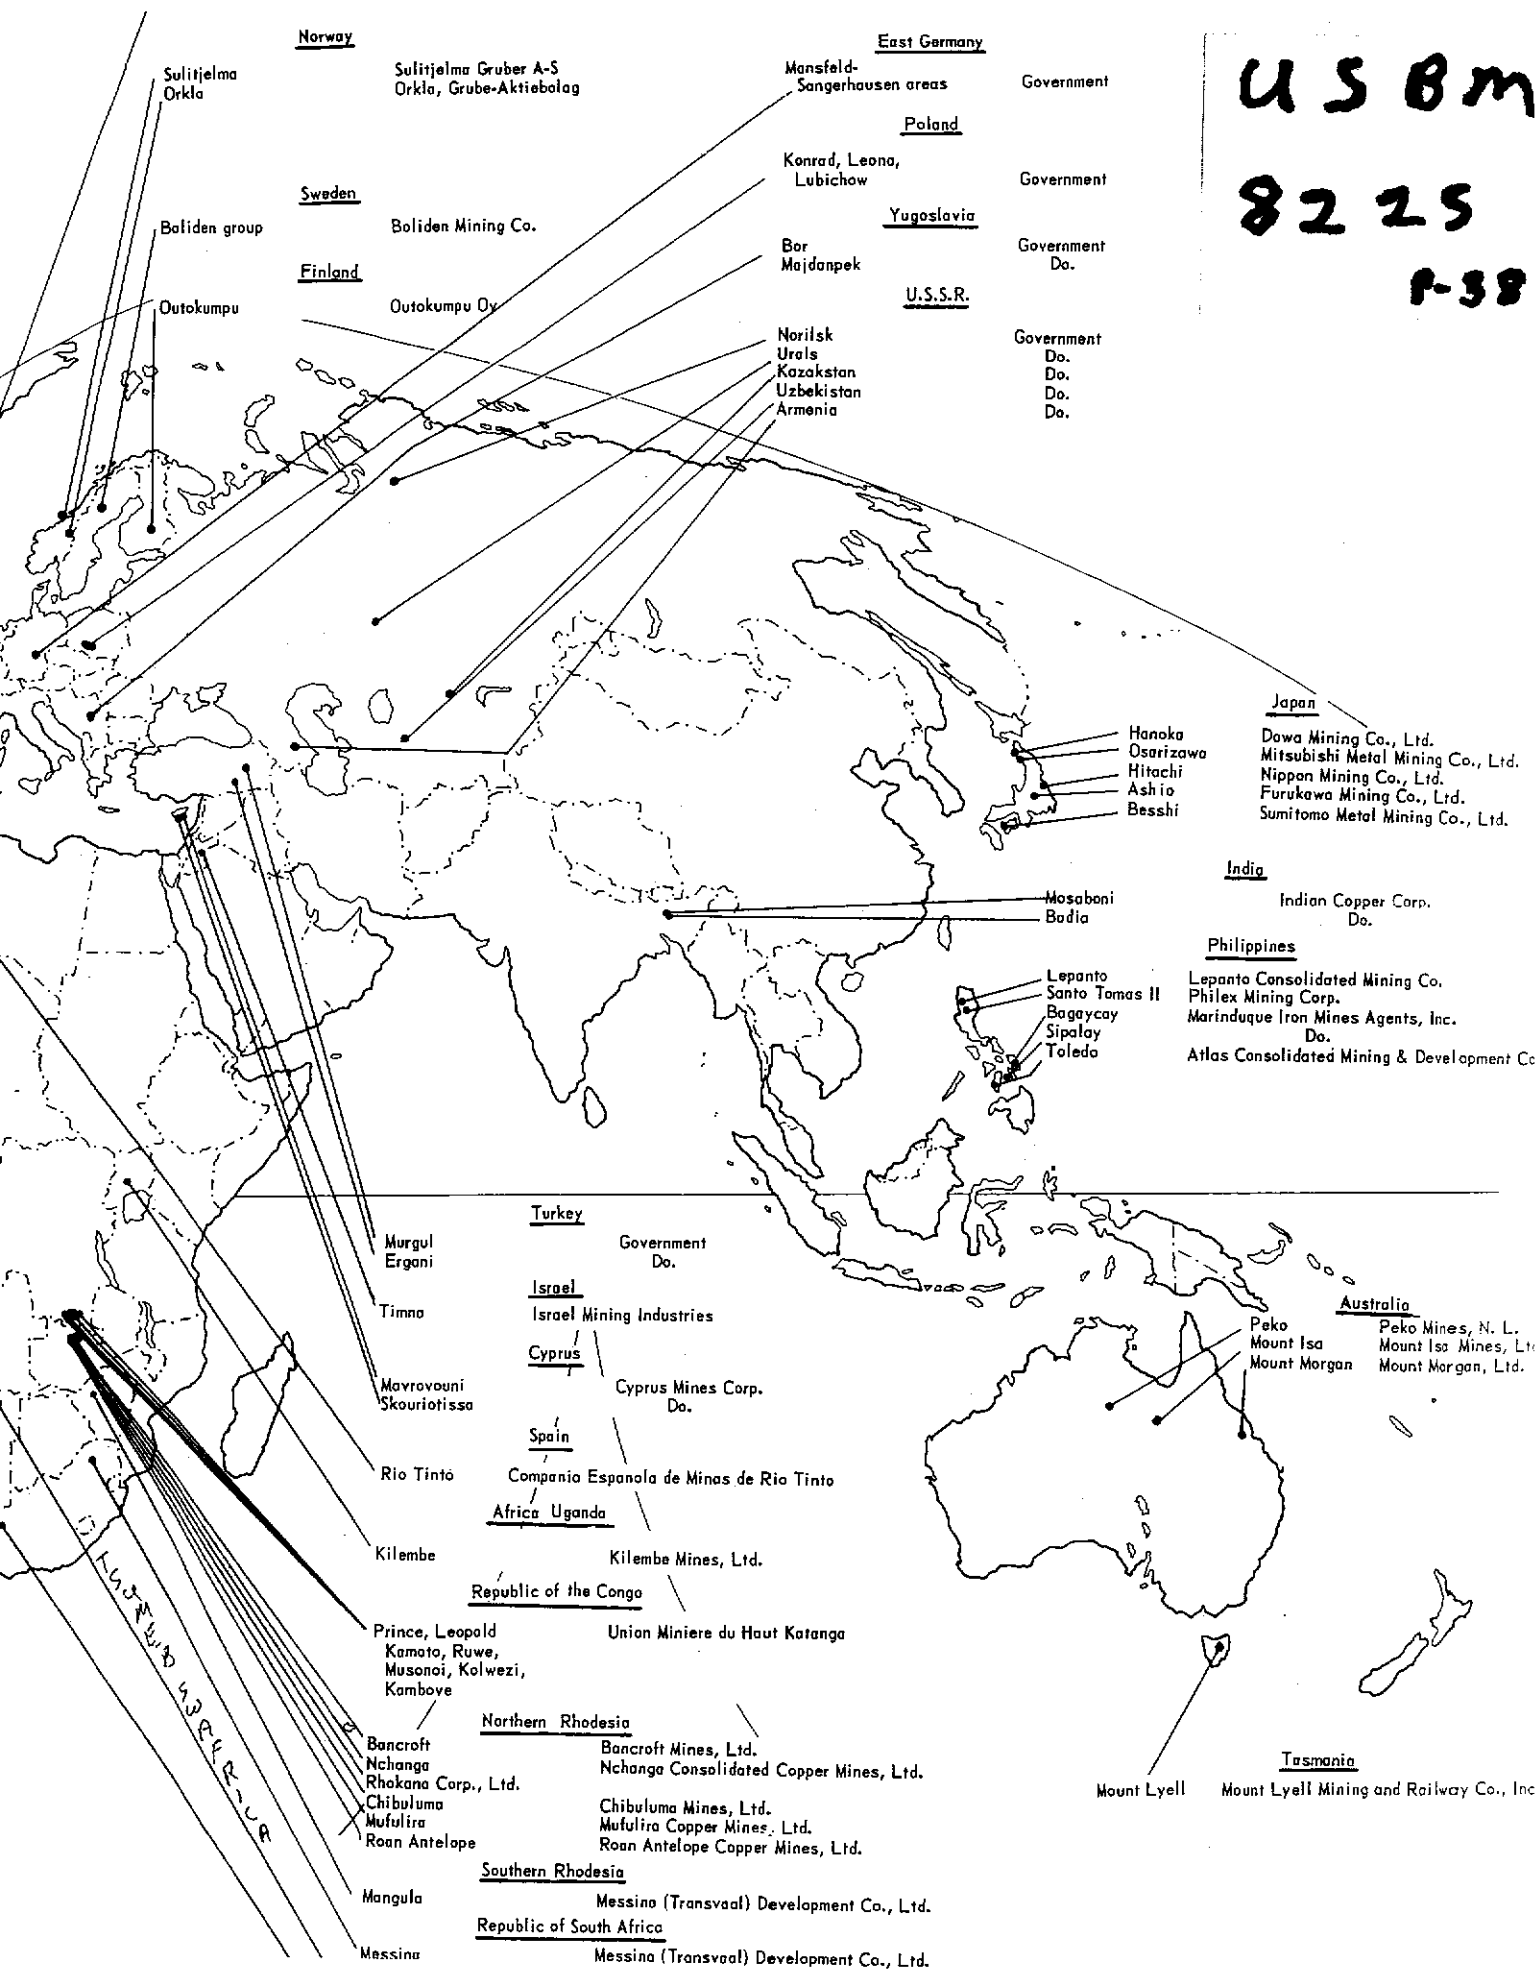 Norway
Sulitjelma Sulitjelma Gruber A-S
Orkla Orkla, Grube-Aktiebolag
Sweden
Boliden group Boliden Mining Co.
Finland
Outokumpu Outokumpu Oy
East Germany
Mansfeld-
Sangerhausen areas Government
Poland
Konrad, Leona,
Lubichow Government
Yugoslavia
Bor Government
Majdanpek Do.
U.S.S.R.
Norilsk Government
Urals Do.
Kazakstan Do.
Uzbekistan Do.
Armenia Do.
USBM
8225
P-38
Japan
Hanoka Dowa Mining Co., Ltd.
Osarizawa Mitsubishi Metal Mining Co., Ltd.
Hitachi Nippon Mining Co., Ltd.
Ashio Furukawa Mining Co., Ltd.
Besshi Sumitomo Metal Mining Co., Ltd.
India
Mosaboni Indian Copper Corp.
Badia Do.
Philippines
Lepanto Lepanto Consolidated Mining Co.
Santo Tomas II Philex Mining Corp.
Bagaycay Marinduque Iron Mines Agents, Inc.
Sipalay Do.
Toledo Atlas Consolidated Mining & Development Co
Turkey
Murgul Government
Ergani Do.
Israel
Timna Israel Mining Industries
Cyprus
Mavrovouni Cyprus Mines Corp.
Skouriotissa Do.
Spain
Rio Tinto Compania Espanola de Minas de Rio Tinto
Africa Uganda
Kilembe Kilembe Mines, Ltd.
Republic of the Congo
Prince, Leopold Union Miniere du Haut Katanga
Kamoto, Ruwe,
Musonoi, Kolwezi,
Kambove
Northern Rhodesia
Bancroft Bancroft Mines, Ltd.
Nchanga Nchanga Consolidated Copper Mines, Ltd.
Rhokana Corp., Ltd.
Chibuluma Chibuluma Mines, Ltd.
Mufulira Mufulira Copper Mines, Ltd.
Roan Antelope Roan Antelope Copper Mines, Ltd.
Southern Rhodesia
Mangula Messina (Transvaal) Development Co., Ltd.
Republic of South Africa
Messina Messina (Transvaal) Development Co., Ltd.
Australia
Peko Peko Mines, N. L.
Mount Isa Mount Isa Mines, Lt
Mount Morgan Mount Morgan, Ltd.
Tasmania
Mount Lyell Mount Lyell Mining and Railway Co., Inc